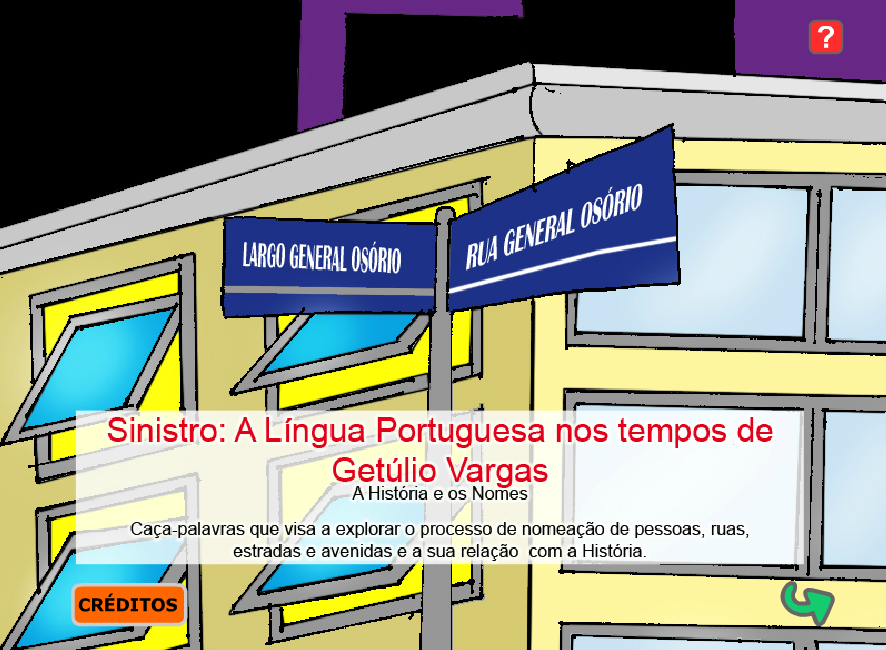 ?
LARGO GENERAL OSÓRIO
RUA GENERAL OSÓRIO
Sinistro: A Língua Portuguesa nos tempos de
Getúlio Vargas
A História e os Nomes
Caça-palavras que visa a explorar o processo de nomeação de pessoas, ruas,
estradas e avenidas e a sua relação com a História.
CRÉDITOS